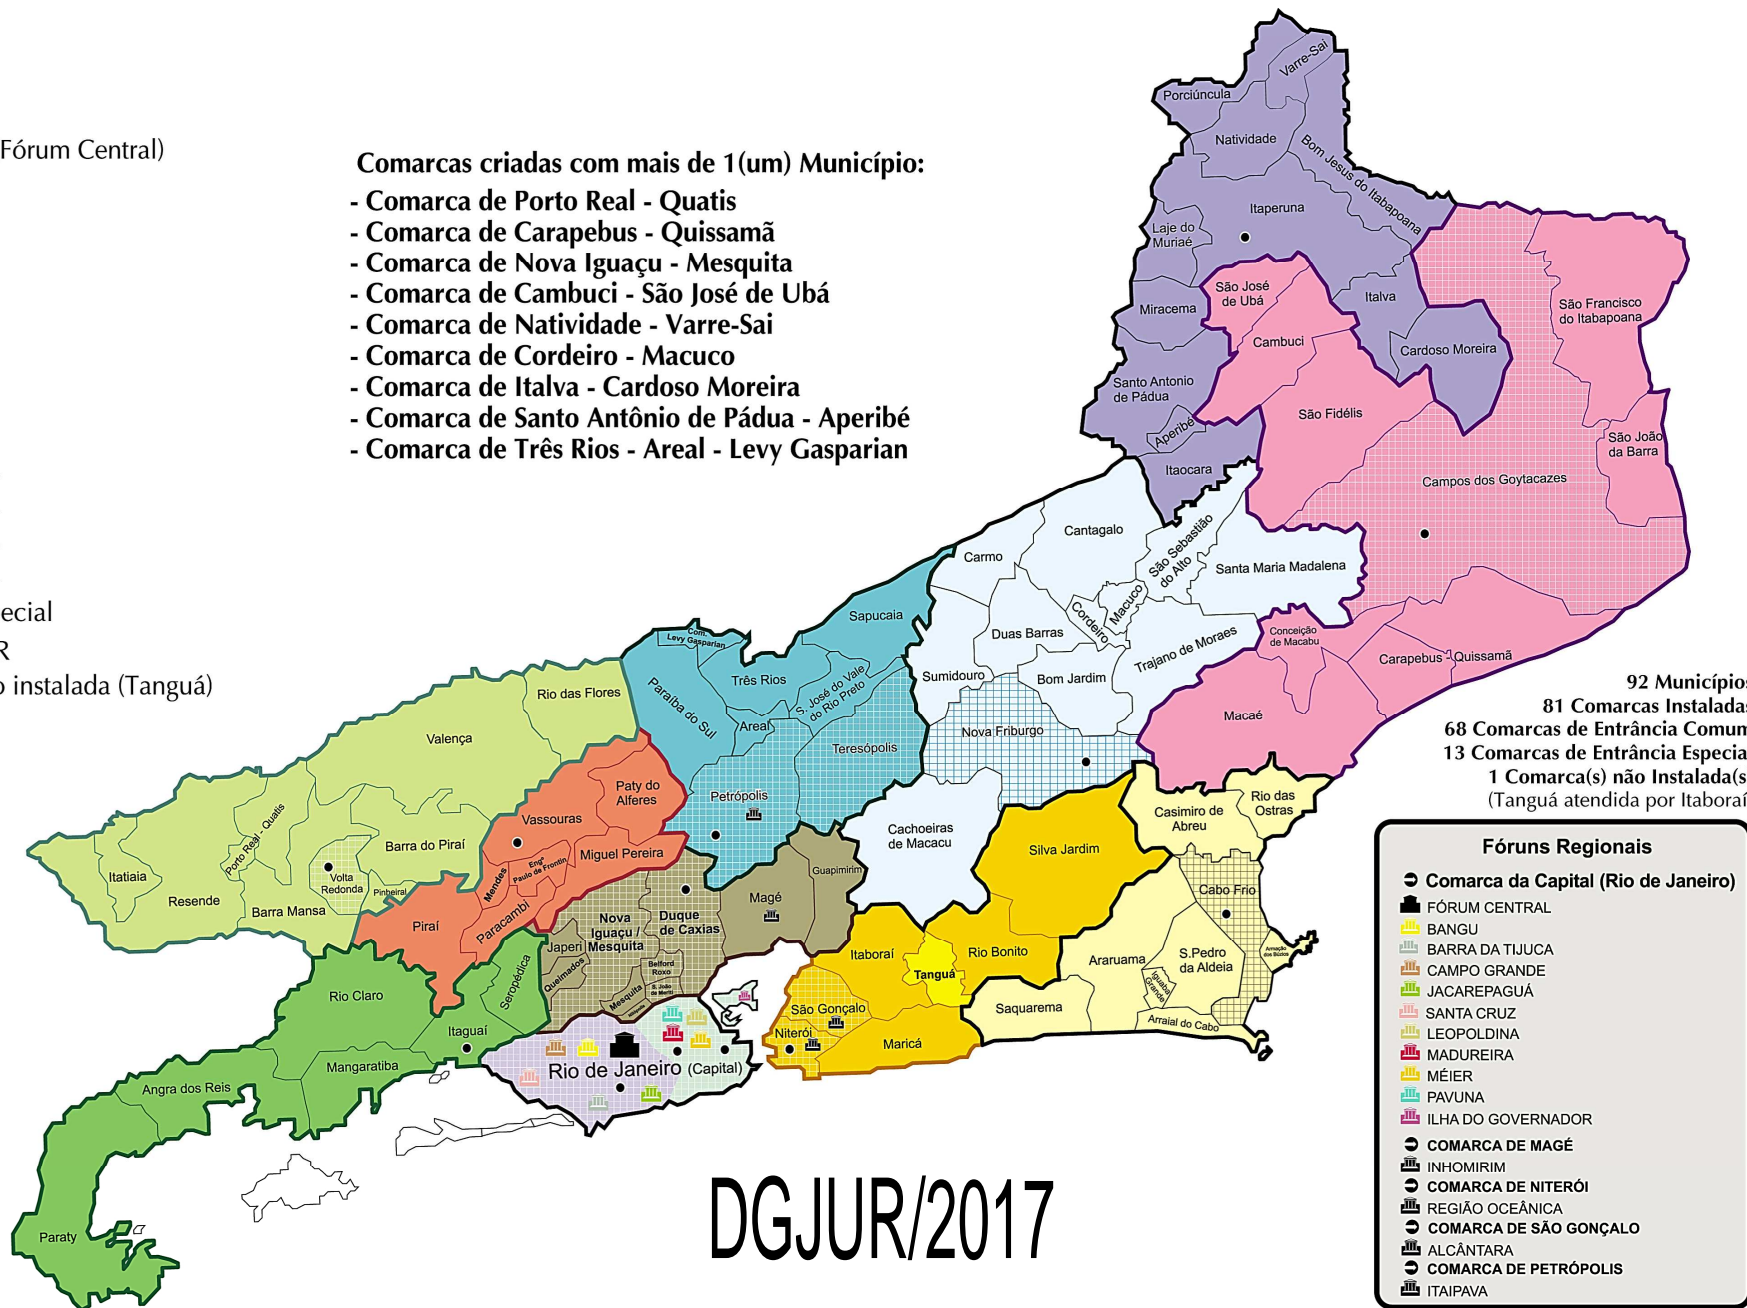 Fórum Central)
ecial
R
o instalada (Tanguá)
Comarcas criadas com mais de 1(um) Município:
- Comarca de Porto Real - Quatis
- Comarca de Carapebus - Quissamã
- Comarca de Nova Iguaçu - Mesquita
- Comarca de Cambuci - São José de Ubá
- Comarca de Natividade - Varre-Sai
- Comarca de Cordeiro - Macuco
- Comarca de Italva - Cardoso Moreira
- Comarca de Santo Antônio de Pádua - Aperibé
- Comarca de Três Rios - Areal - Levy Gasparian
Varre-Sai
Porciúncula
Natividade
Bom Jesus do Itabapoana
Itaperuna
Laje do
Muriaé
São José
de Ubá
Italva
Miracema
São Francisco
do Itabapoana
Cambuci
Cardoso Moreira
Santo Antonio
de Pádua
São Fidélis
Aperibé
São João
da Barra
Itaocara
Campos dos Goytacazes
Cantagalo
Carmo
São Sebastião
do Alto
Santa Maria Madalena
Macuco
Cordeiro
Duas Barras
Trajano de Moraes
Conceição
de Macabu
Carapebus - Quissamã
Sumidouro
Bom Jardim
Macaé
Nova Friburgo
Sapucaia
Com.
Levy Gasparian
Três Rios
S. José do Vale
do Rio Preto
Paraíba do Sul
Areal
Teresópolis
Petrópolis
Rio das Flores
Valença
Paty do
Alferes
Vassouras
Miguel Pereira
Engº
Paulo de Frontin
Mendes
Paracambi
Piraí
Porto Real - Quatis
Barra do Piraí
Itatiaia
Resende
Volta
Redonda
Pinheiral
Barra Mansa
Cachoeiras
de Macacu
Silva Jardim
Casimiro de
Abreu
Rio das
Ostras
Cabo Frio
Guapimirim
Magé
Duque
de Caxias
Nova
Iguaçu /
Mesquita
Japeri
Queimados
Belford
Roxo
S. João
de Meriti
Mesquita
Itaboraí
Tanguá
Rio Bonito
Araruama
S.Pedro
da Aldeia
Iguaba
Grande
Armação
dos Búzios
Saquarema
Arraial do Cabo
São Gonçalo
Niterói
Maricá
Rio Claro
Seropédica
Itaguaí
Mangaratiba
Angra dos Reis
Paraty
Rio de Janeiro (Capital)
92 Municípios
81 Comarcas Instaladas
68 Comarcas de Entrância Comum
13 Comarcas de Entrância Especia
1 Comarca(s) não Instalada(s
(Tanguá atendida por Itaboraí
Fóruns Regionais
Comarca da Capital (Rio de Janeiro)
FÓRUM CENTRAL
BANGU
BARRA DA TIJUCA
CAMPO GRANDE
JACAREPAGUÁ
SANTA CRUZ
LEOPOLDINA
MADUREIRA
MÉIER
PAVUNA
ILHA DO GOVERNADOR
COMARCA DE MAGÉ
INHOMIRIM
COMARCA DE NITERÓI
REGIÃO OCEÂNICA
COMARCA DE SÃO GONÇALO
ALCÂNTARA
COMARCA DE PETRÓPOLIS
ITAIPAVA
DGJUR/2017